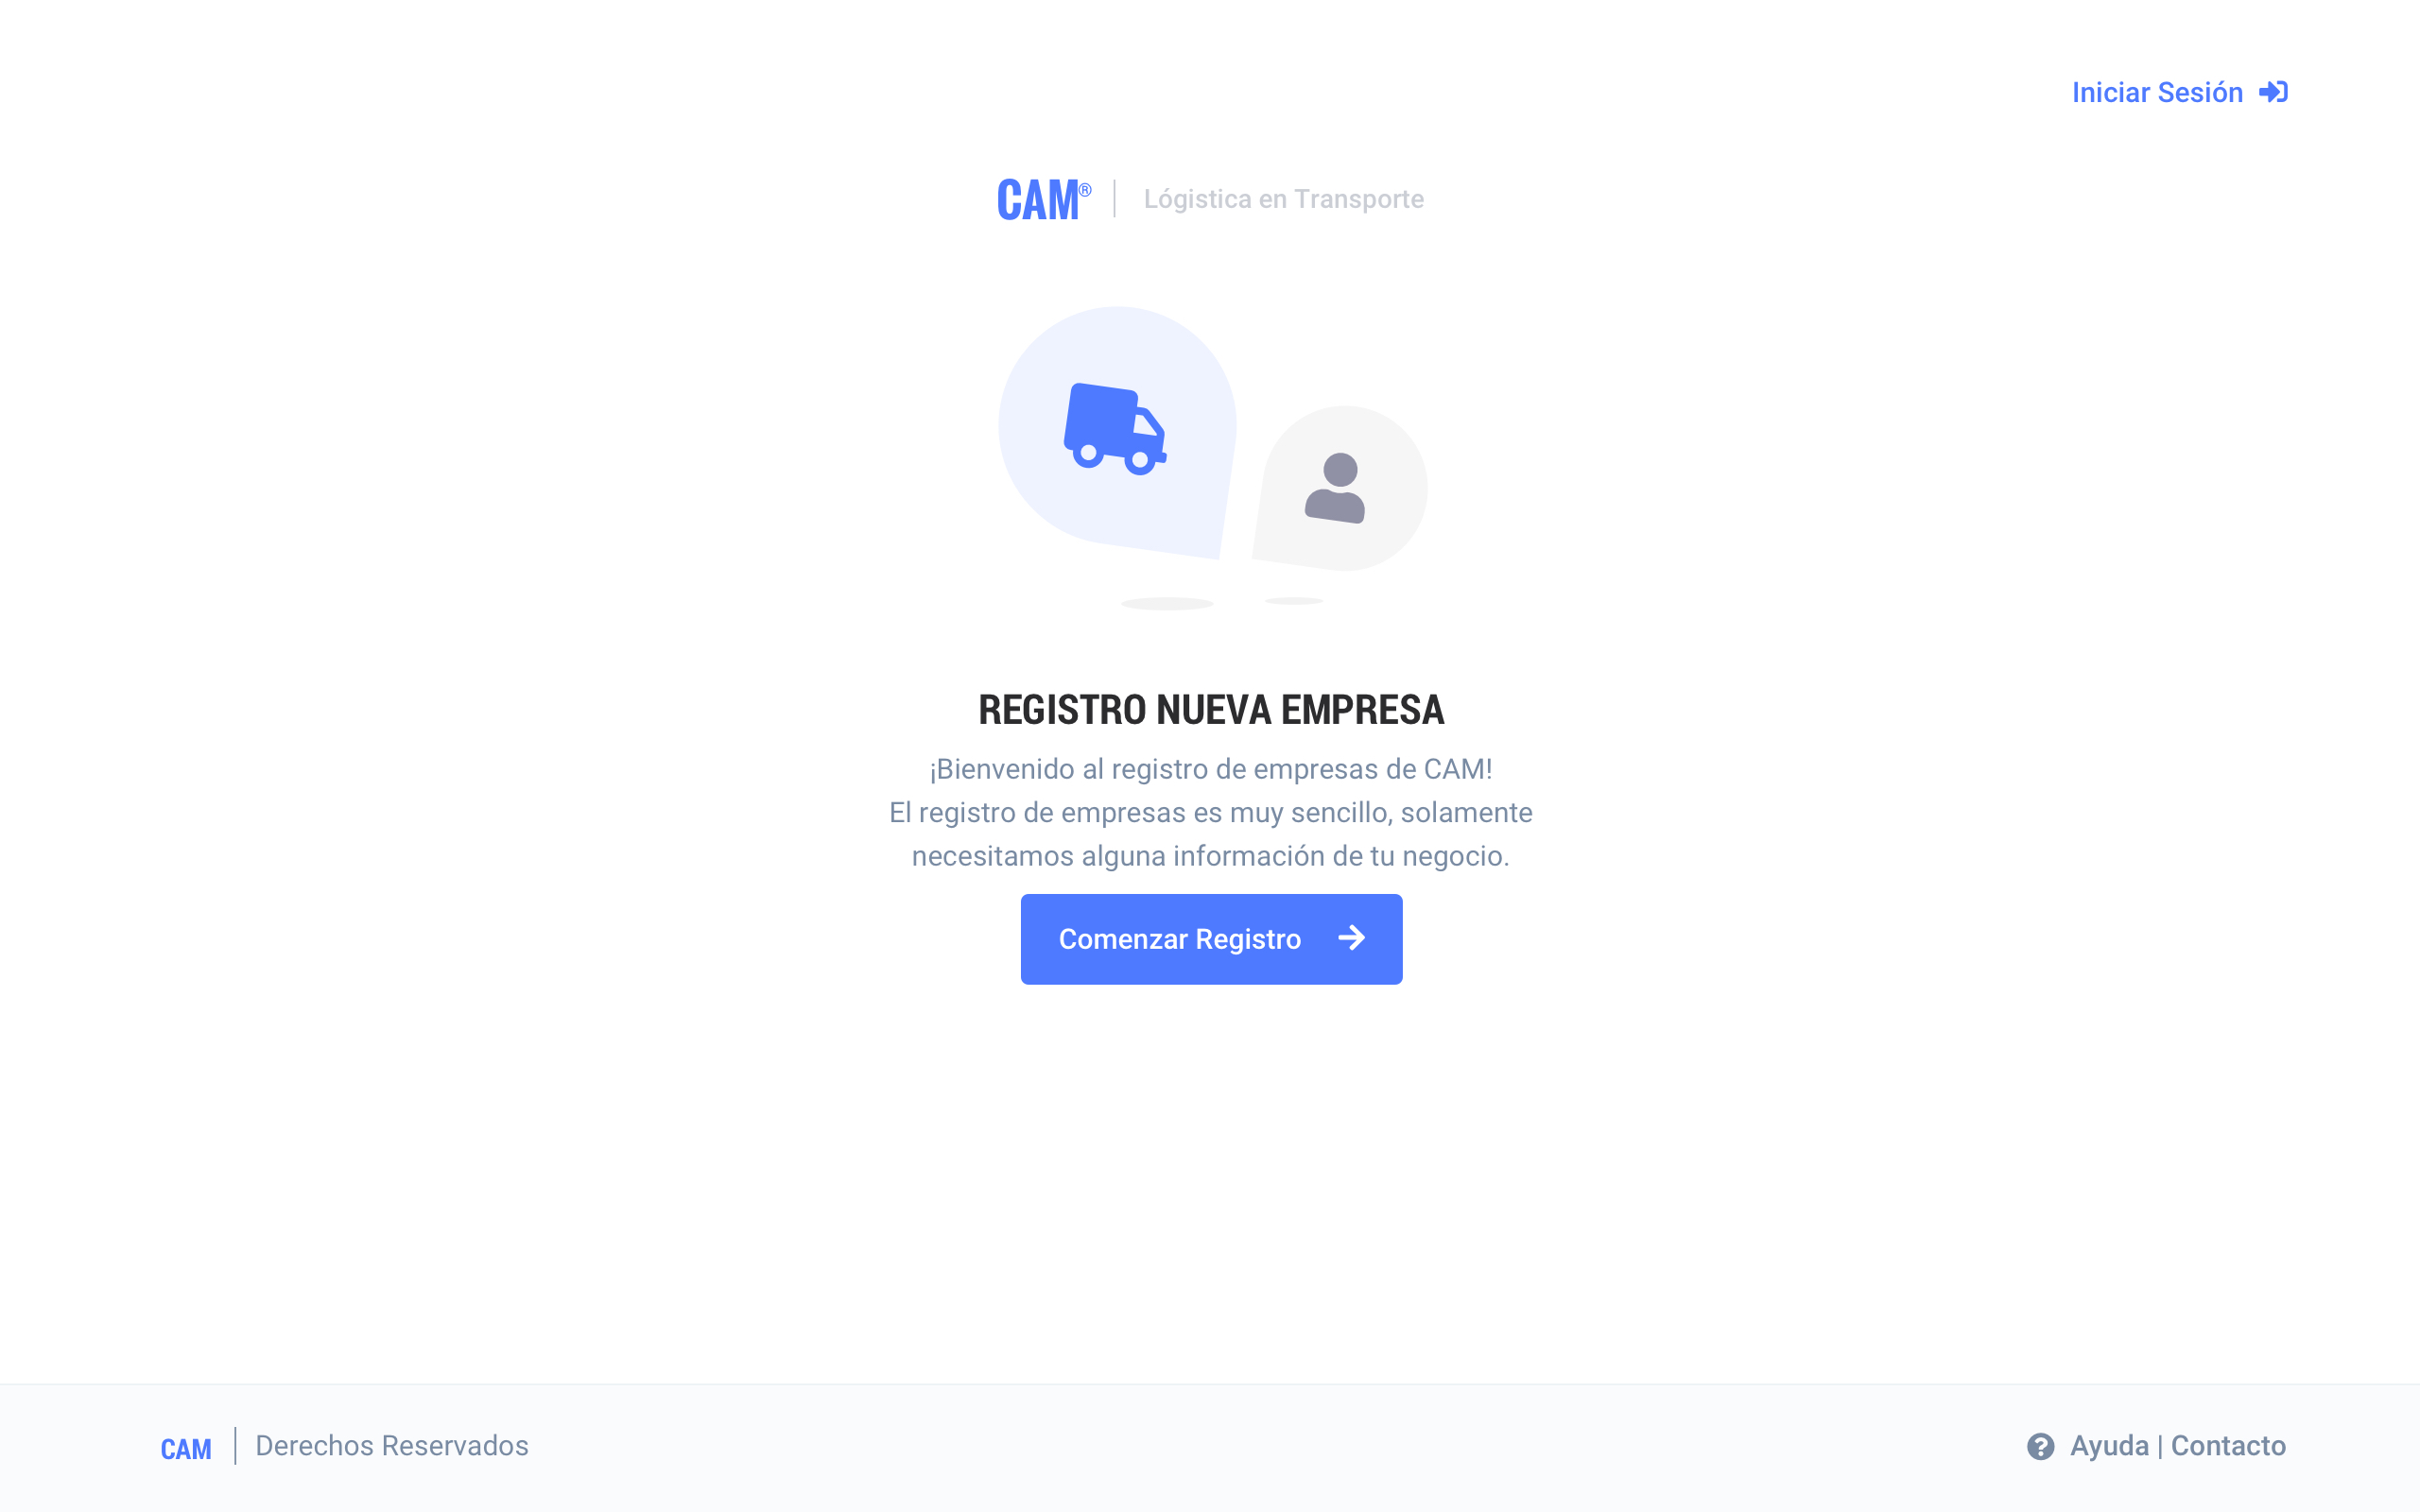 Iniciar Sesión
CAM® | Lógistica en Transporte
REGISTRO NUEVA EMPRESA
¡Bienvenido al registro de empresas de CAM!
El registro de empresas es muy sencillo, solamente
necesitamos alguna información de tu negocio.
Comenzar Registro
CAM | Derechos Reservados
Ayuda | Contacto